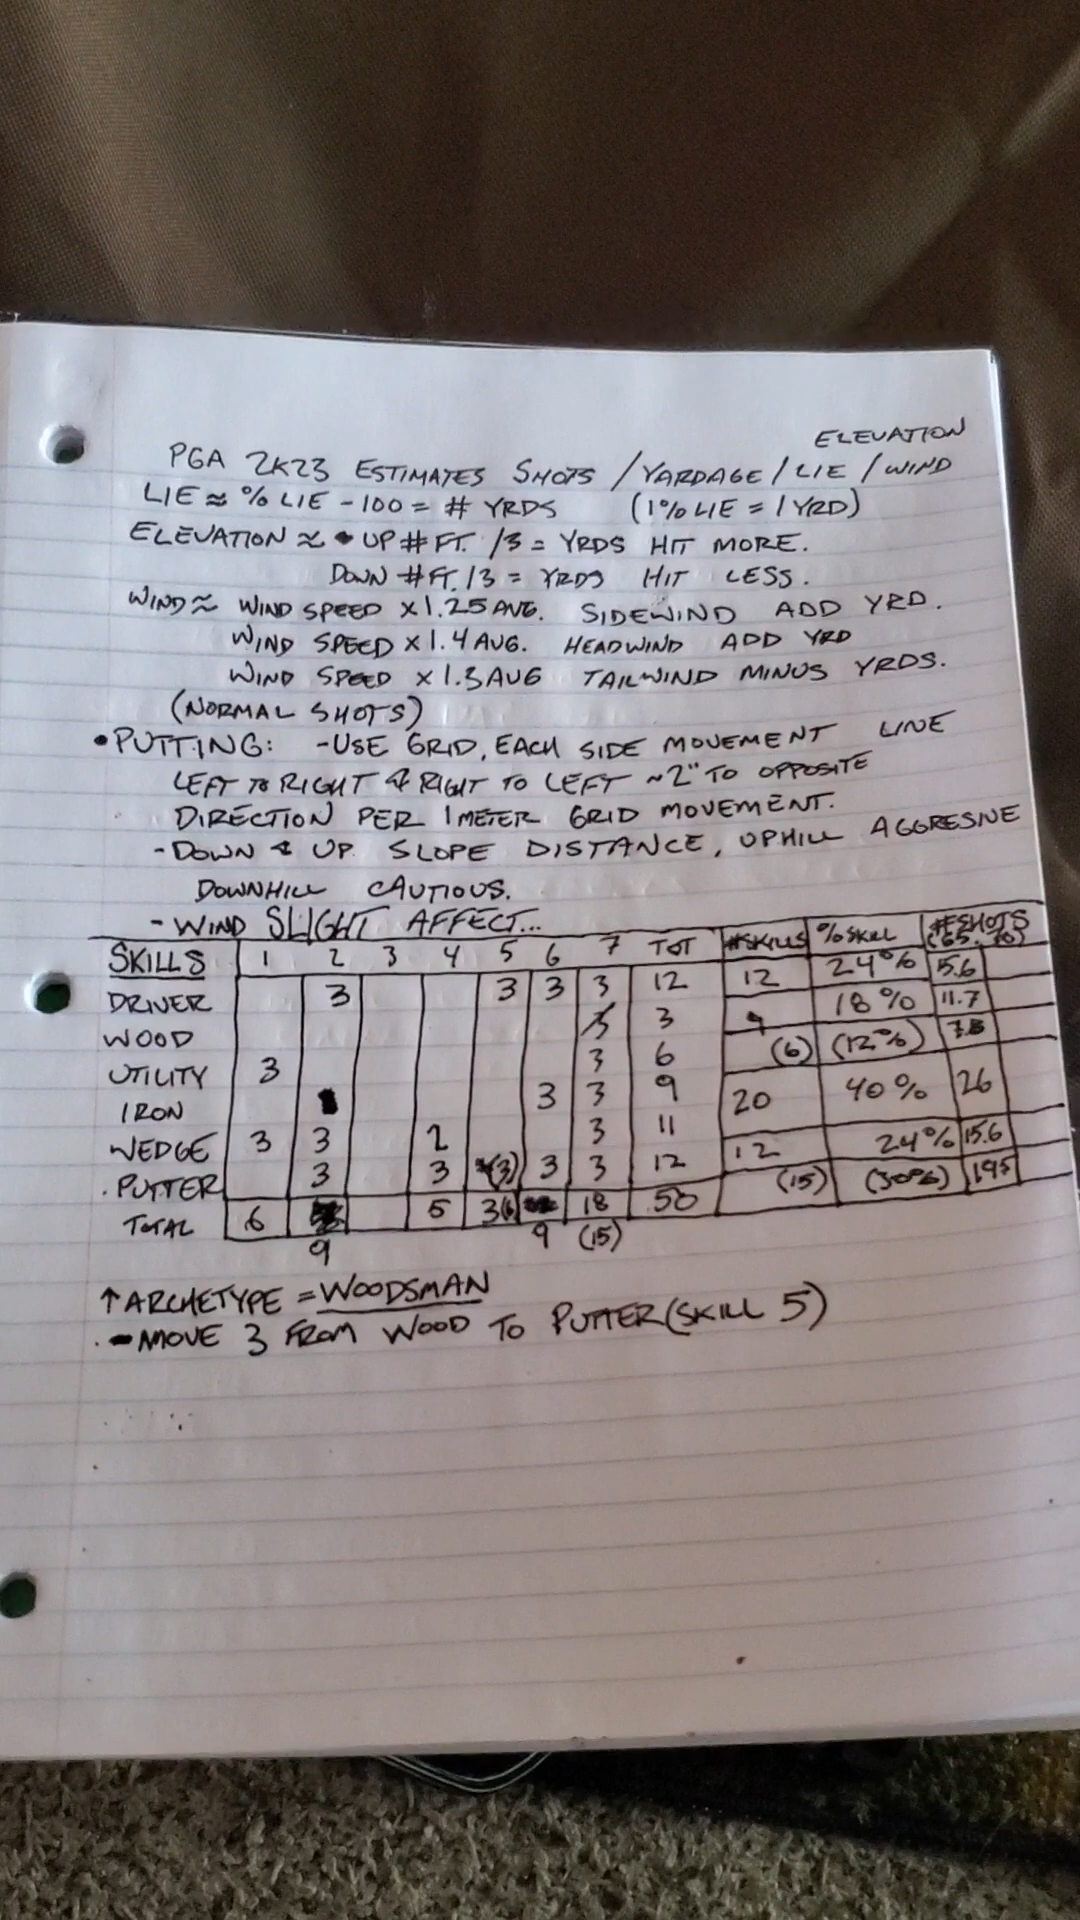 ELEVATION
PGA 2K23 ESTIMATES SHOTS / YARDAGE / LIE / WIND
LIE ≈ % LIE - 100 = # YRDS (1% LIE = 1 YRD)
ELEVATION ≈ UP # FT. /3 = YRDS HIT MORE.
DOWN # FT. /3 = YRDS HIT LESS.
WIND ≈ WIND SPEED X 1.25 AVG. SIDEWIND ADD YRD.
WIND SPEED X 1.4 AVG. HEADWIND ADD YRD
WIND SPEED X 1.3 AVG TAILWIND MINUS YRDS.
(NORMAL SHOTS)
• PUTTING: - USE GRID, EACH SIDE MOVEMENT LINE
LEFT TO RIGHT & RIGHT TO LEFT ~2" TO OPPOSITE
DIRECTION PER 1 METER GRID MOVEMENT.
- DOWN & UP SLOPE DISTANCE, UPHILL AGGRESIVE
DOWNHILL CAUTIOUS.
- WIND SLIGHT AFFECT...
SKILLS 1 2 3 4 5 6 7 TOT #SKILLS % SKILL # SHOTS
DRIVER 3 3 3 3 12 12 24% 5.6
WOOD 3 3 9 18% 11.7
UTILITY 3 3 6 (6) (12%)
IRON 3 3 9 20 40% 26
WEDGE 3 3 2 3 11 12 24% 15.6
PUTTER 3 3 (3) 3 3 12 (15) (30%) 19.5
TOTAL 6 5 18 50
9 9 (15)
↑ ARCHETYPE = WOODSMAN
- MOVE 3 FROM WOOD TO PUTTER (SKILL 5)